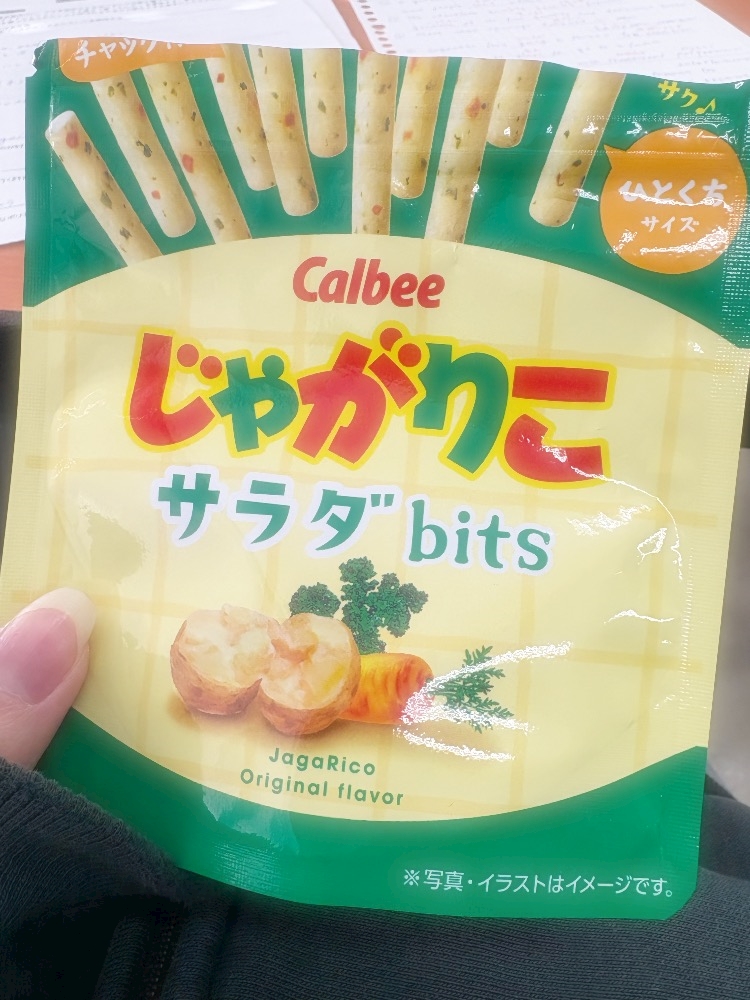 サク♪
ひとくち
サイズ
Calbee
じゃがりこ
サラダbits
JagaRico
Original flavor
※写真・イラストはイメージです。